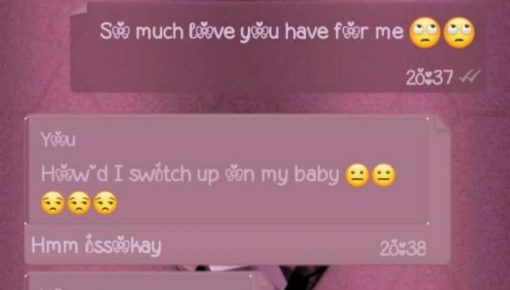 So much love you have for me 🙄🙄
20:37
You
How'd I switch up on my baby 😐😐
😒😒😒
Hmm issookay
20:38